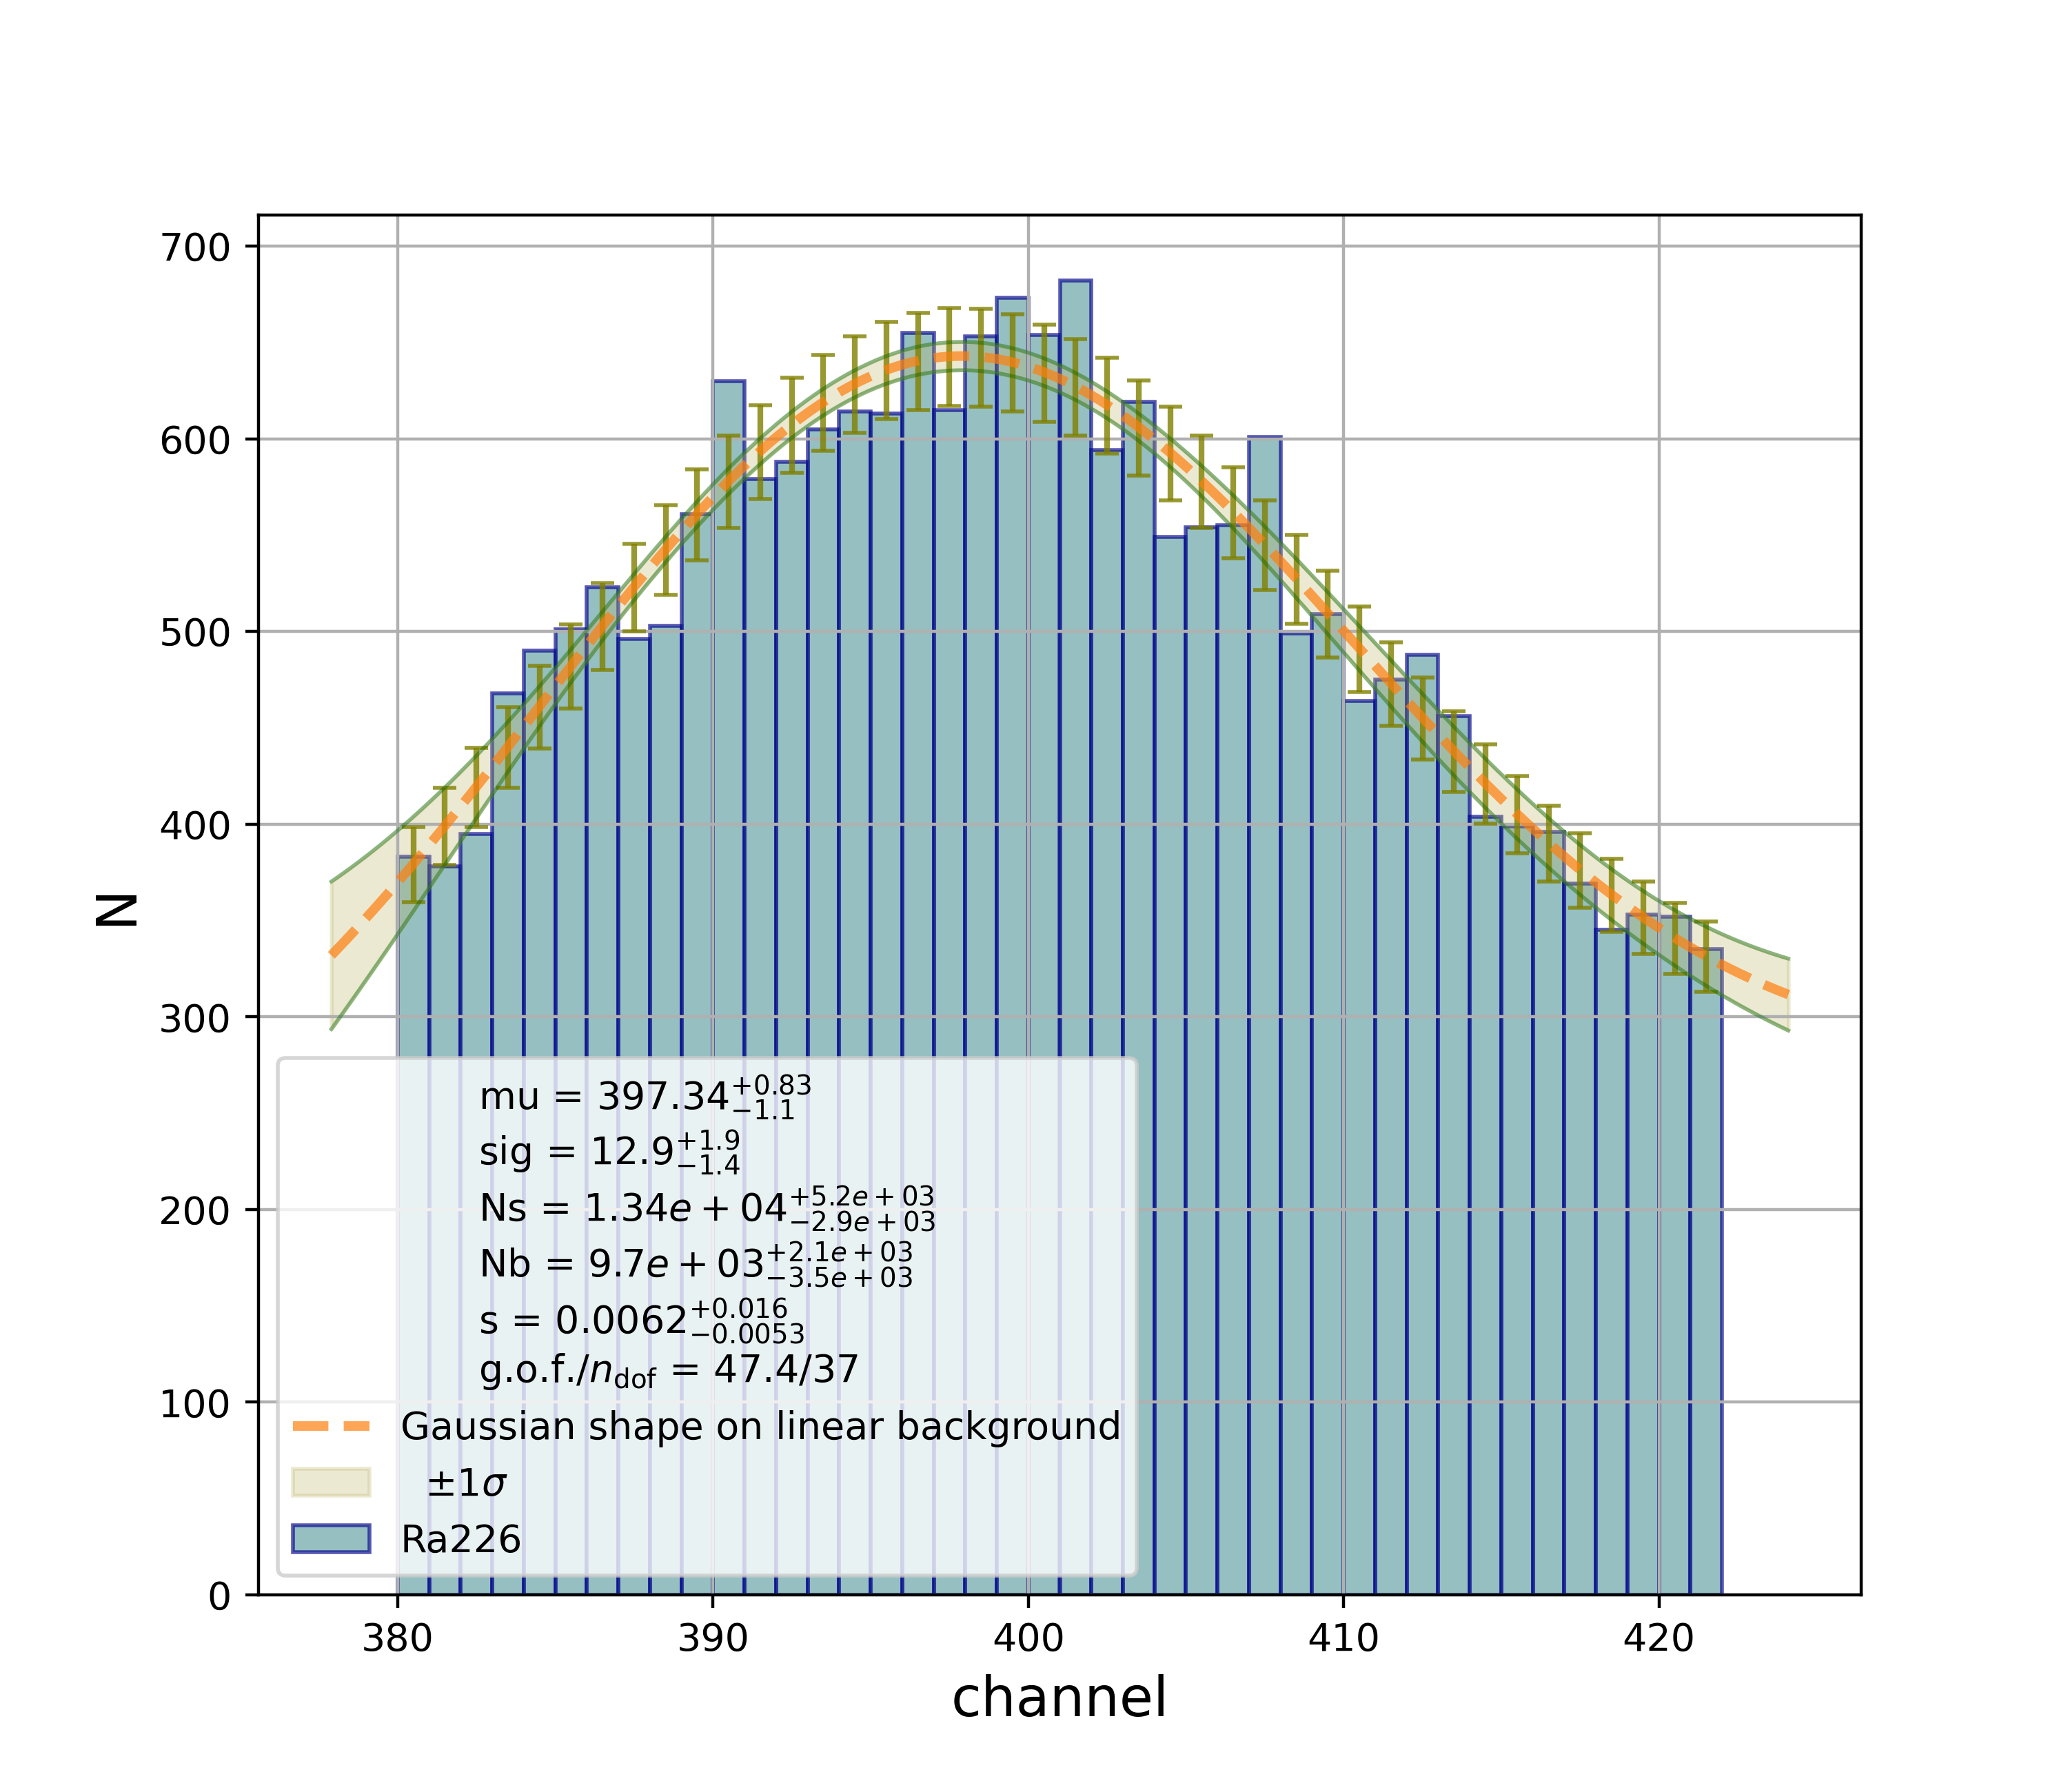 700
600
500
400
300
200
100
0
N
mu = 397.34 +0.83 −1.1
sig = 12.9 +1.9 −1.4
Ns = 1.34e + 04 +5.2e + 03 −2.9e + 03
Nb = 9.7e + 03 +2.1e + 03 −3.5e + 03
s = 0.0062 +0.016 −0.0053
g.o.f./n_dof = 47.4/37
Gaussian shape on linear background
±1σ
Ra226
380 390 400 410 420
channel